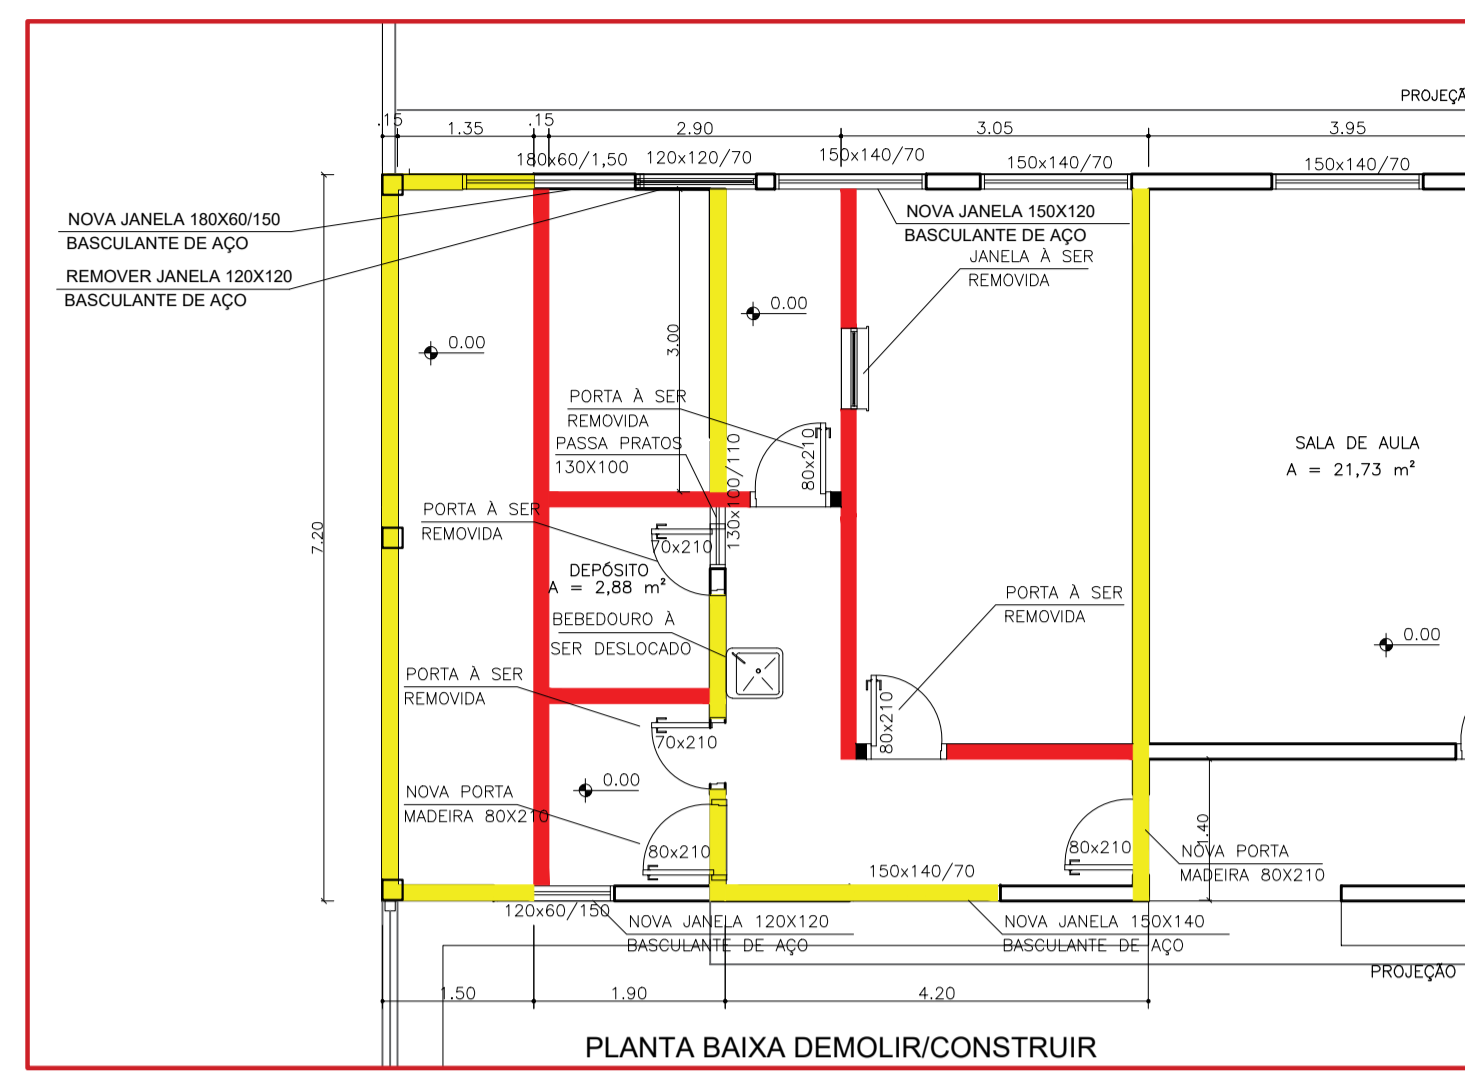 PROJEÇÃ
.15
1.35
.15
2.90
3.05
3.95
180x60/1,50
120x120/70
150x140/70
150x140/70
150x140/70
NOVA JANELA 180X60/150
BASCULANTE DE AÇO
REMOVER JANELA 120X120
BASCULANTE DE AÇO
NOVA JANELA 150X120
BASCULANTE DE AÇO
JANELA À SER
REMOVIDA
0.00
0.00
3.00
PORTA À SER
REMOVIDA
PASSA PRATOS
130X100
80x210
130x100/110
SALA DE AULA
A = 21,73 m²
PORTA À SER
REMOVIDA
70x210
7.20
DEPÓSITO
A = 2,88 m²
BEBEDOURO À
SER DESLOCADO
PORTA À SER
REMOVIDA
0.00
PORTA À SER
REMOVIDA
70x210
80x210
0.00
NOVA PORTA
MADEIRA 80X210
80x210
80x210
1.40
NOVA PORTA
MADEIRA 80X210
150x140/70
120x60/150
NOVA JANELA 120X120
BASCULANTE DE AÇO
NOVA JANELA 150X140
BASCULANTE DE AÇO
PROJEÇÃO
1.50
1.90
4.20
PLANTA BAIXA DEMOLIR/CONSTRUIR